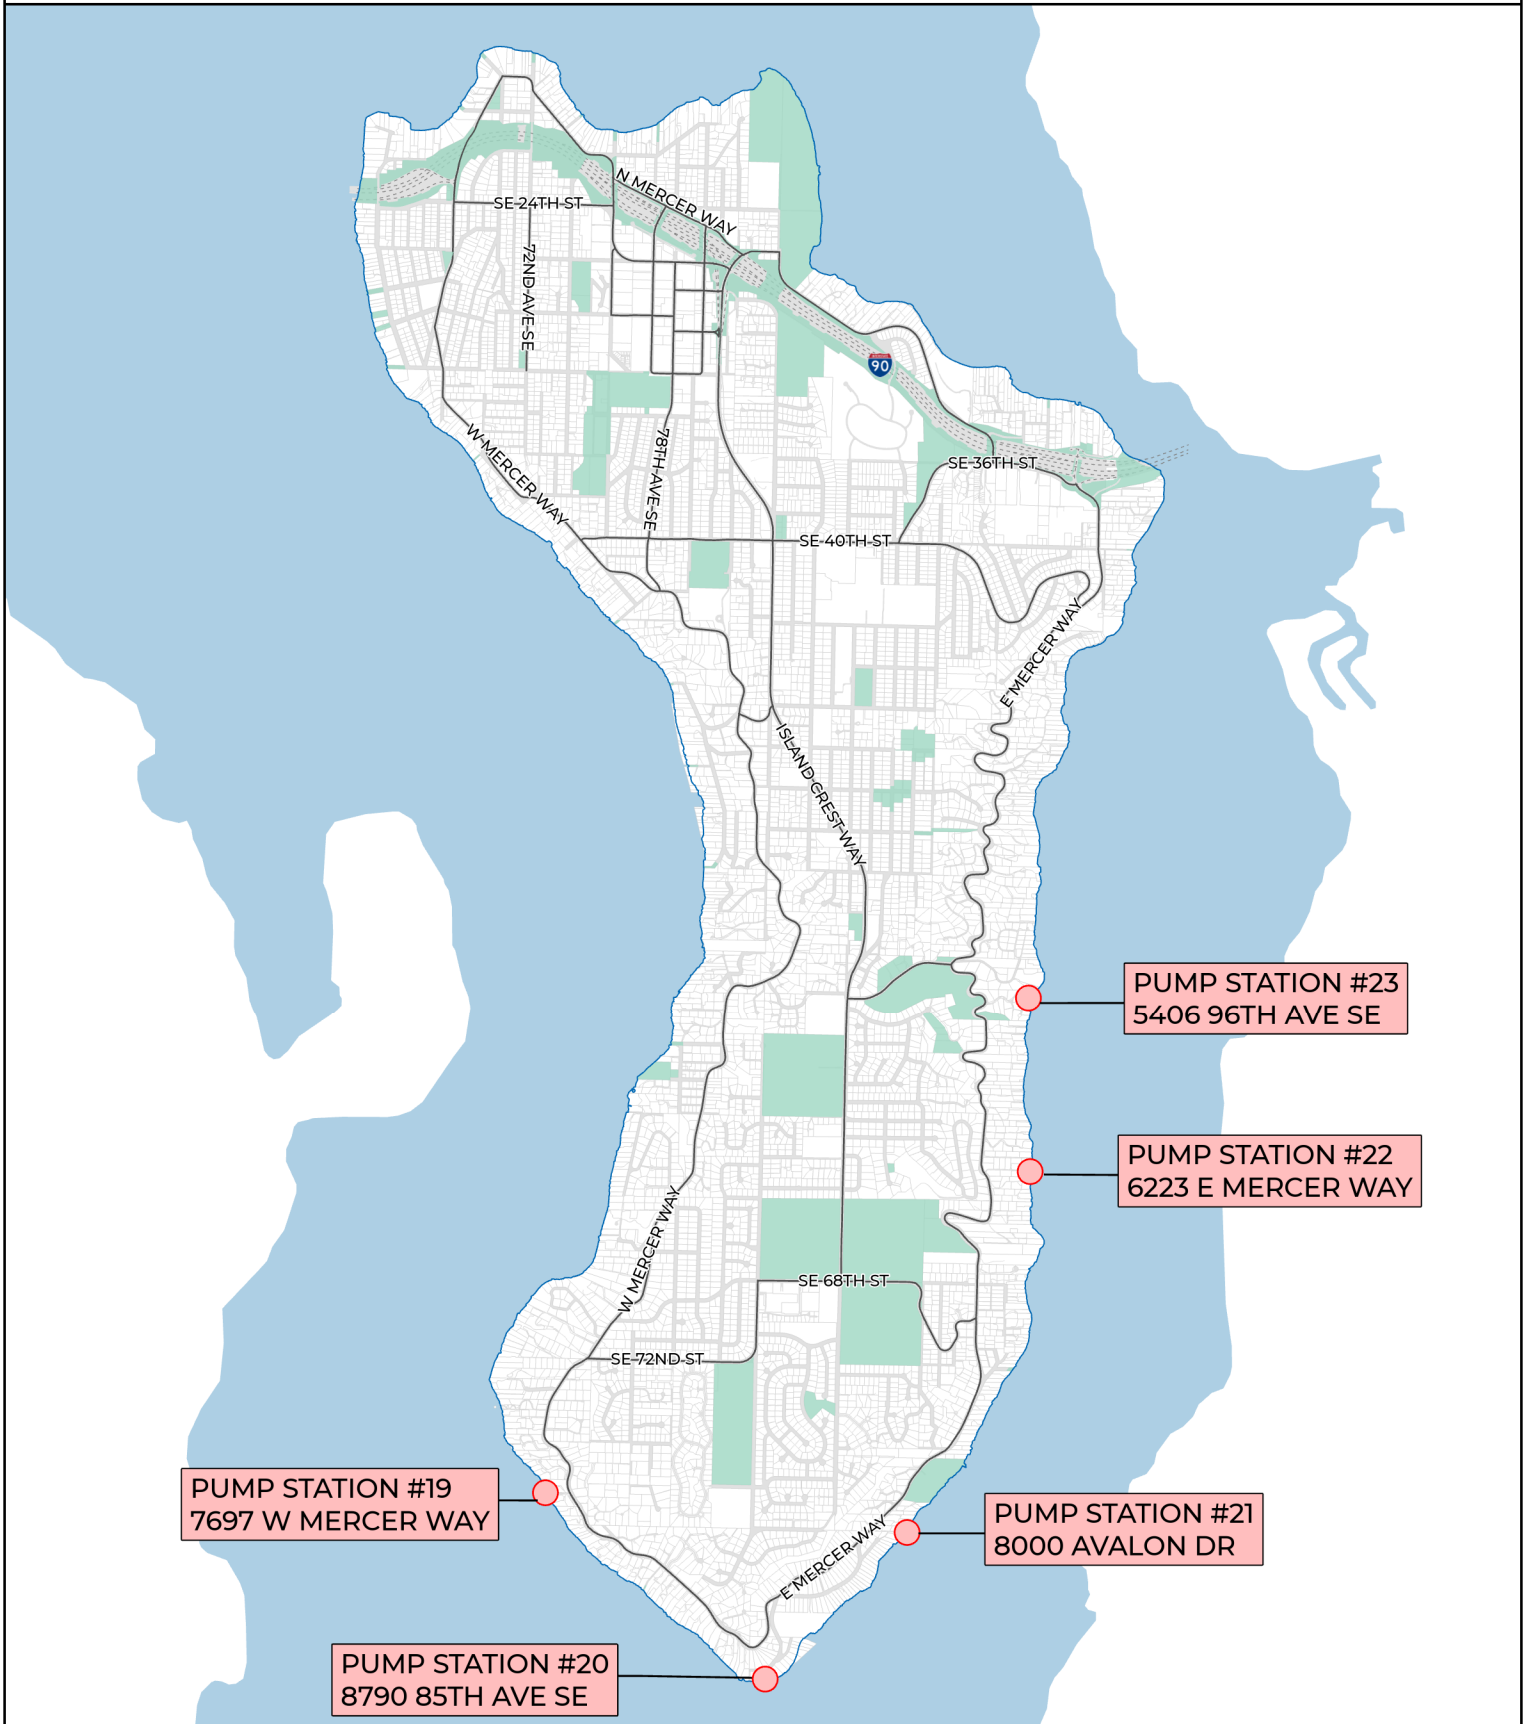 N MERCER WAY
SE 24TH ST
72ND AVE SE
90
W MERCER WAY
78TH AVE SE
SE 36TH ST
SE 40TH ST
E MERCER WAY
ISLAND CREST WAY
PUMP STATION #23
5406 96TH AVE SE
PUMP STATION #22
6223 E MERCER WAY
W MERCER WAY
SE 68TH ST
SE 72ND ST
PUMP STATION #19
7697 W MERCER WAY
PUMP STATION #21
8000 AVALON DR
E MERCER WAY
PUMP STATION #20
8790 85TH AVE SE